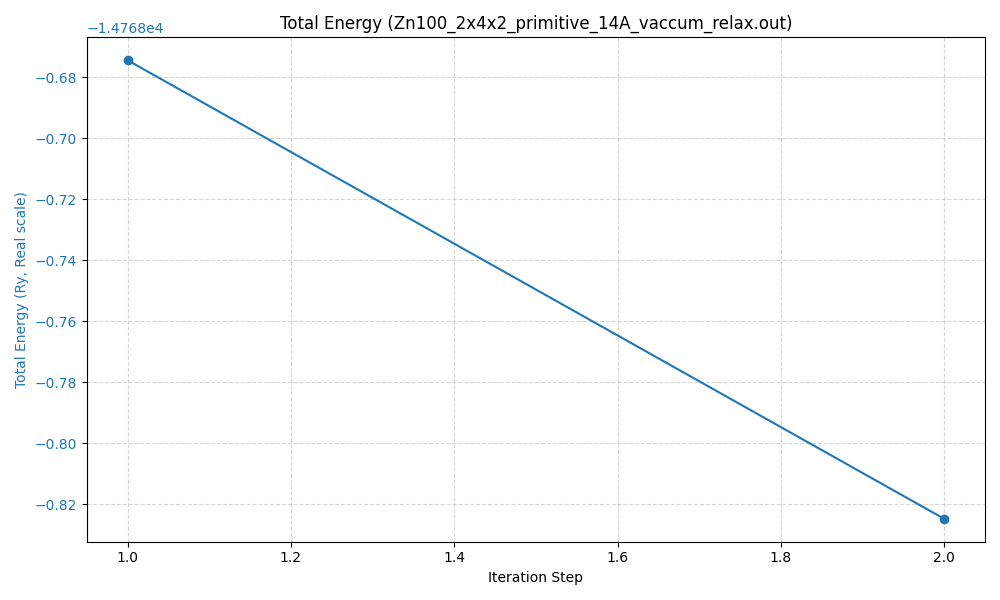 Total Energy (Zn100_2x4x2_primitive_14A_vaccum_relax.out)
−1.4768e4
−0.68
−0.70
−0.72
−0.74
−0.76
−0.78
−0.80
−0.82
Total Energy (Ry, Real scale)
1.0 1.2 1.4 1.6 1.8 2.0
Iteration Step